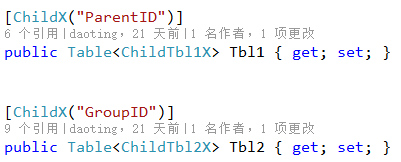 [ChildX("ParentID")]
6 个引用|daoting，21 天前|1 名作者，1 项更改
public Table<ChildTbl1X> Tbl1 { get; set; }
[ChildX("GroupID")]
9 个引用|daoting，21 天前|1 名作者，1 项更改
public Table<ChildTbl2X> Tbl2 { get; set; }